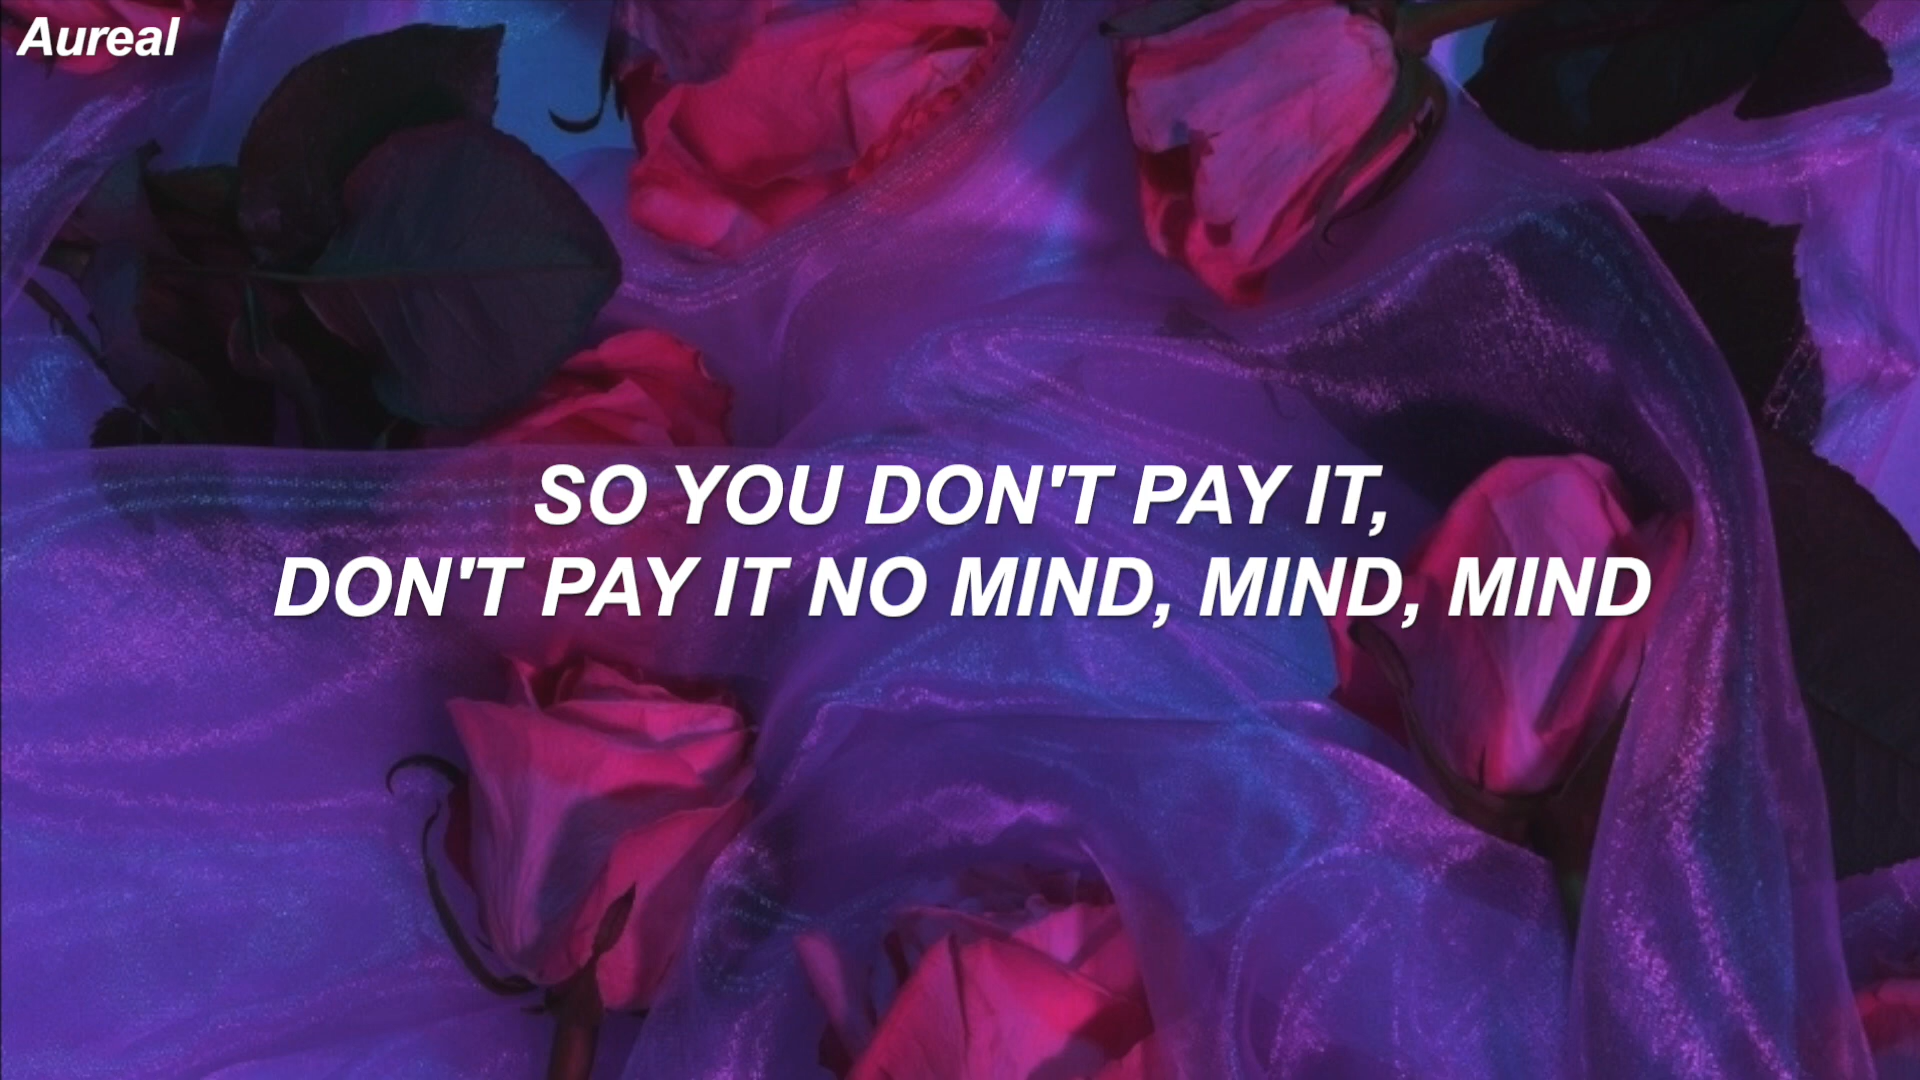 Aureal
SO YOU DON'T PAY IT,
DON'T PAY IT NO MIND, MIND, MIND